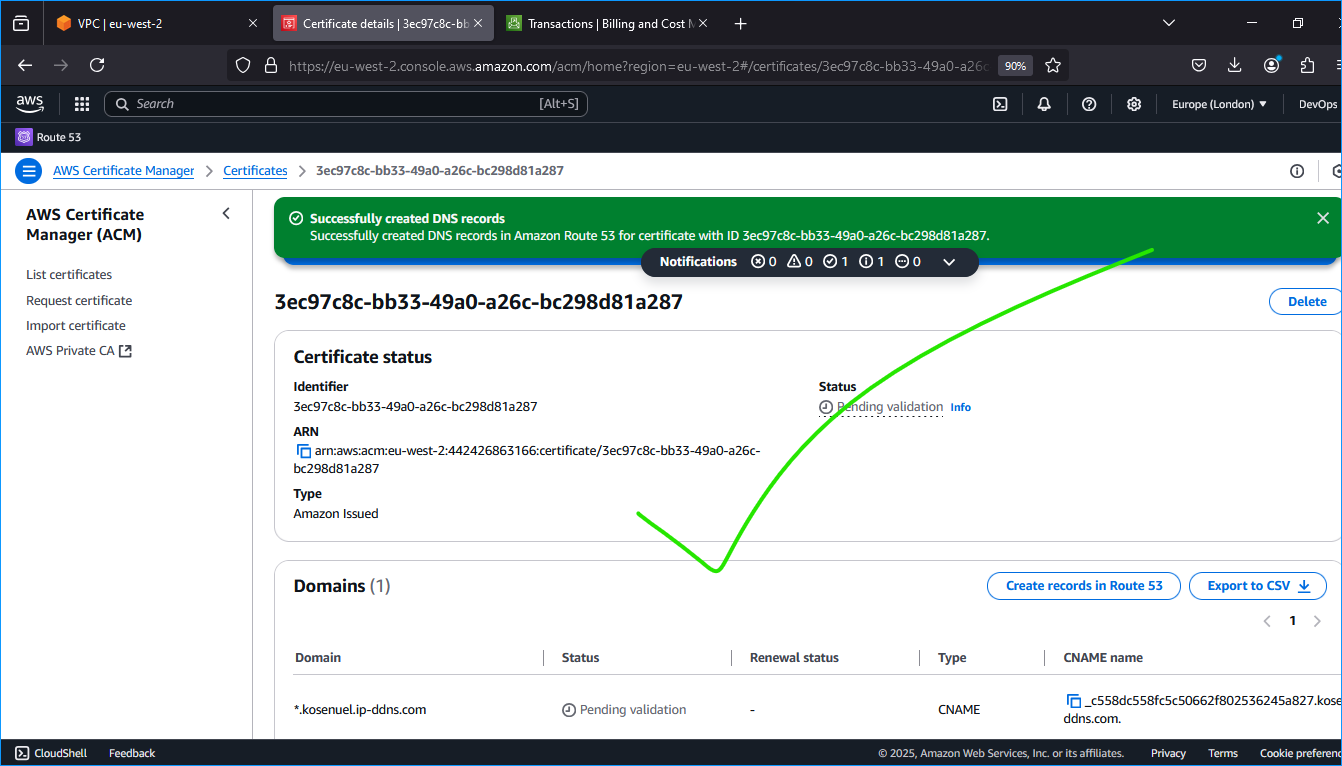 VPC | eu-west-2
Certificate details | 3ec97c8c-bb
Transactions | Billing and Cost M
https://eu-west-2.console.aws.amazon.com/acm/home?region=eu-west-2#/certificates/3ec97c8c-bb33-49a0-a26c
90%
aws
Search
[Alt+S]
Europe (London)
DevOps
Route 53
AWS Certificate Manager
Certificates
3ec97c8c-bb33-49a0-a26c-bc298d81a287
AWS Certificate
Manager (ACM)
List certificates
Request certificate
Import certificate
AWS Private CA
Successfully created DNS records
Successfully created DNS records in Amazon Route 53 for certificate with ID 3ec97c8c-bb33-49a0-a26c-bc298d81a287.
Notifications 0 0 1 1 0
3ec97c8c-bb33-49a0-a26c-bc298d81a287
Delete
Certificate status
Identifier
3ec97c8c-bb33-49a0-a26c-bc298d81a287
ARN
arn:aws:acm:eu-west-2:442426863166:certificate/3ec97c8c-bb33-49a0-a26c-
bc298d81a287
Type
Amazon Issued
Status
Pending validation Info
Domains (1)
Create records in Route 53
Export to CSV
1
Domain
Status
Renewal status
Type
CNAME name
*.kosenuel.ip-ddns.com
Pending validation
-
CNAME
_c558dc558fc5c50662f802536245a827.kose
ddns.com.
CloudShell
Feedback
© 2025, Amazon Web Services, Inc. or its affiliates.
Privacy
Terms
Cookie preferenc